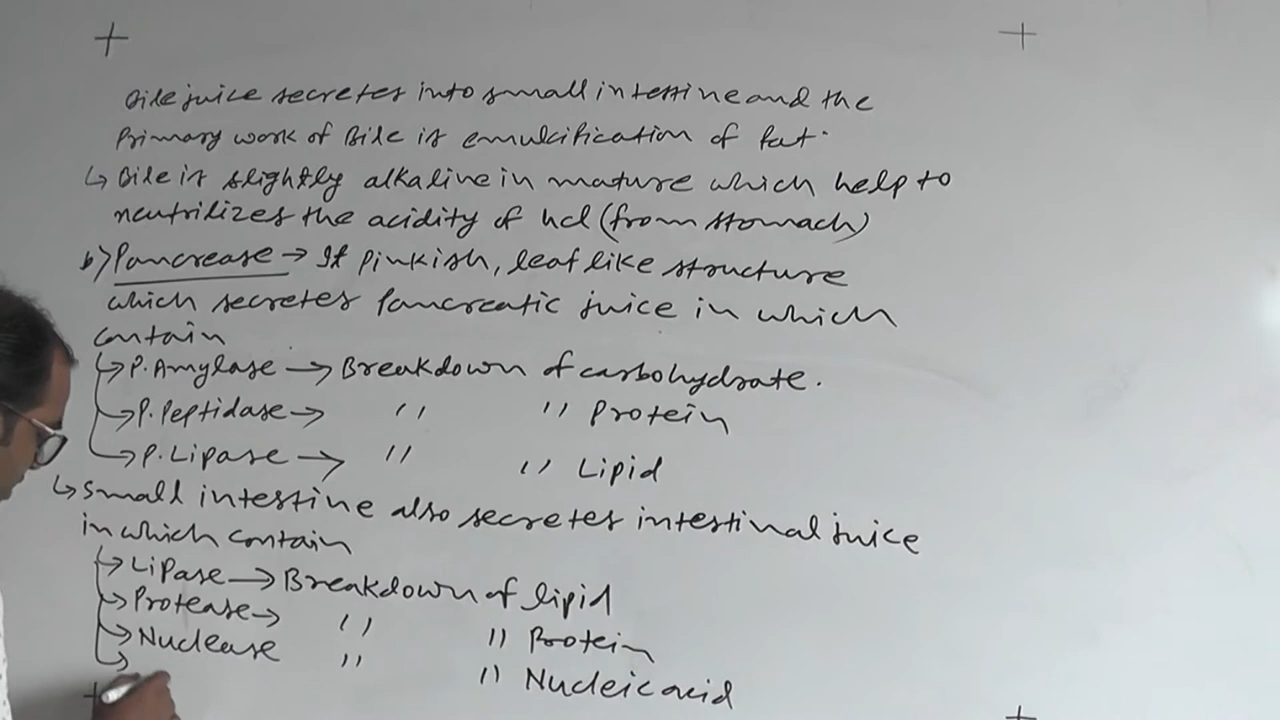 Bile juice secretes into small intestine and the
Primary work of Bile is emulcification of fat.
↳ Bile is slightly alkaline in mature which help to
neutrilizes the acidity of hcl (from stomach)
b) Pancrease → It pinkish, leaf like structure
which secretes Pancreatic juice in which
contain
↳ P. Amylase → Breakdown of carbohydrate.
→ P. Peptidase → " " Protein
↳ P. Lipase → " " Lipid
↳ Small intestine also secretes intestinal juice
in which contain
→ Lipase → Breakdown of lipid
→ Protease → " " Protein
→ Nuclease " " Nucleic acid